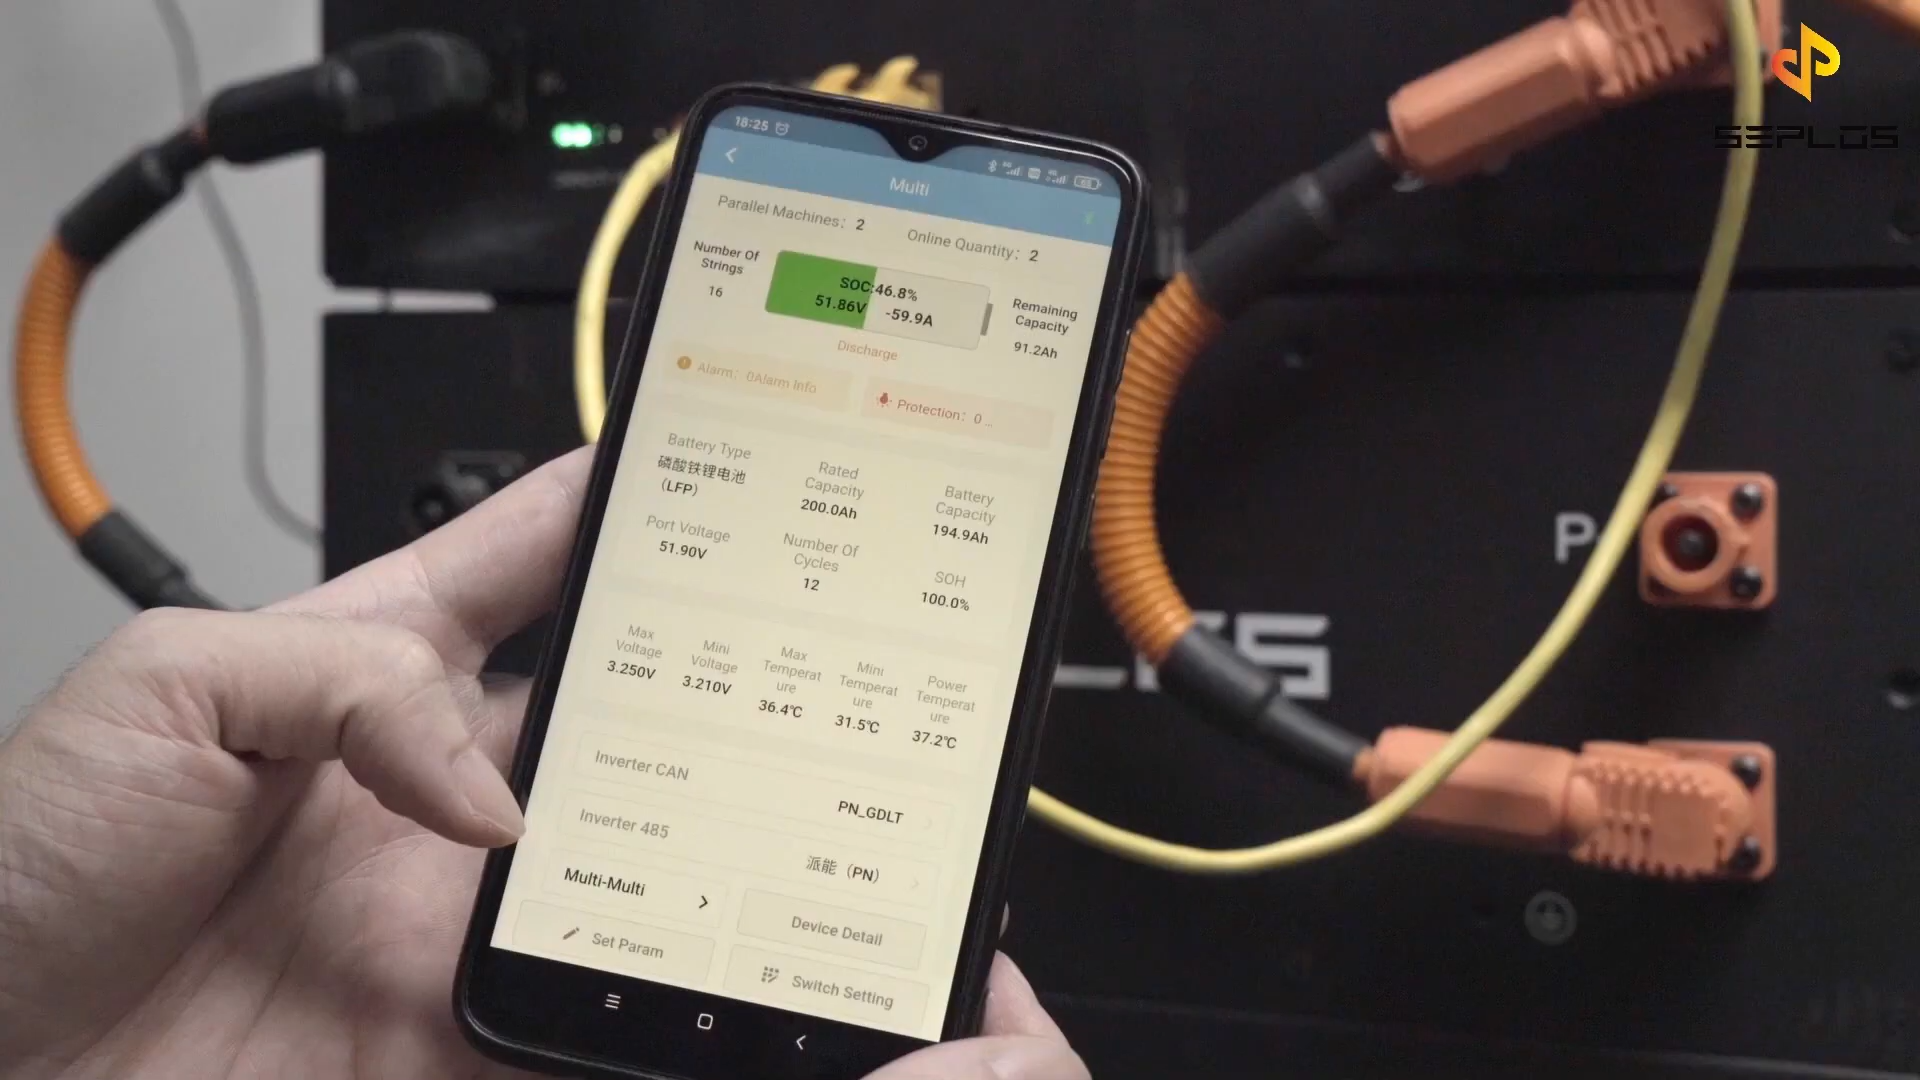 SEPLOS
18:25
Multi
Parallel Machines: 2
Online Quantity: 2
Number Of
Strings
16
SOC:46.8%
51.86V
-59.9A
Remaining
Capacity
91.2Ah
Discharge
Alarm: 0Alarm Info
Protection: 0 ...
Battery Type
磷酸铁锂电池
（LFP）
Rated
Capacity
200.0Ah
Battery
Capacity
194.9Ah
Port Voltage
51.90V
Number Of
Cycles
12
SOH
100.0%
Max
Voltage
3.250V
Mini
Voltage
3.210V
Max
Temperat
ure
36.4℃
Mini
Temperat
ure
31.5℃
Power
Temperat
ure
37.2℃
Inverter CAN
PN_GDLT
Inverter 485
派能（PN）
Multi-Multi
Device Detail
Set Param
Switch Setting